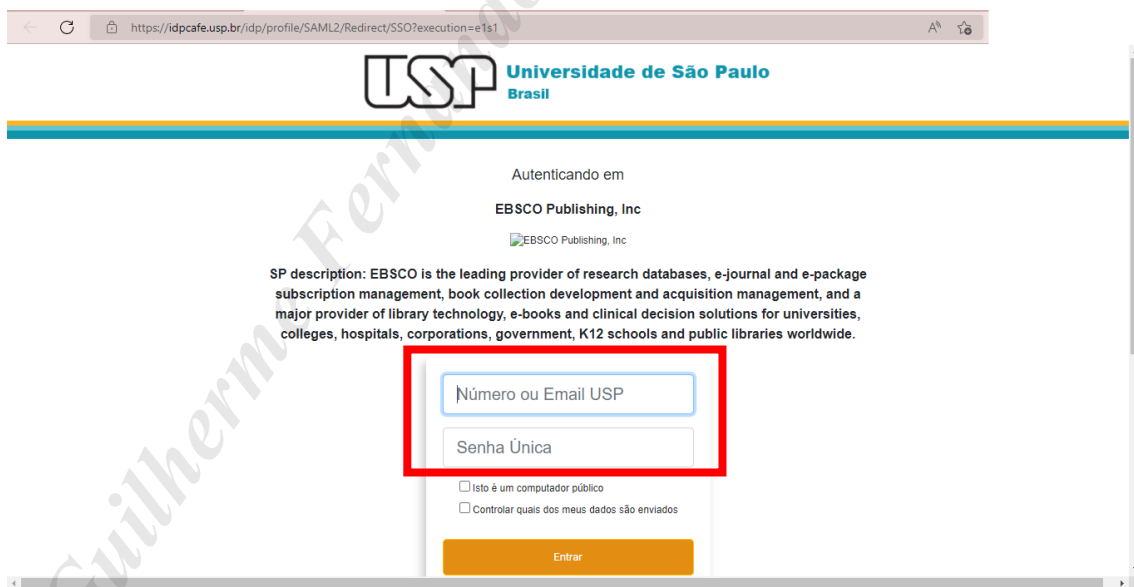 https://idpcafe.usp.br/idp/profile/SAML2/Redirect/SSO?execution=e1s1
USP Universidade de São Paulo
Brasil
Autenticando em
EBSCO Publishing, Inc
EBSCO Publishing, Inc
SP description: EBSCO is the leading provider of research databases, e-journal and e-package
subscription management, book collection development and acquisition management, and a
major provider of library technology, e-books and clinical decision solutions for universities,
colleges, hospitals, corporations, government, K12 schools and public libraries worldwide.
Número ou Email USP
Senha Única
Isto é um computador público
Controlar quais dos meus dados são enviados
Entrar
Guilherme